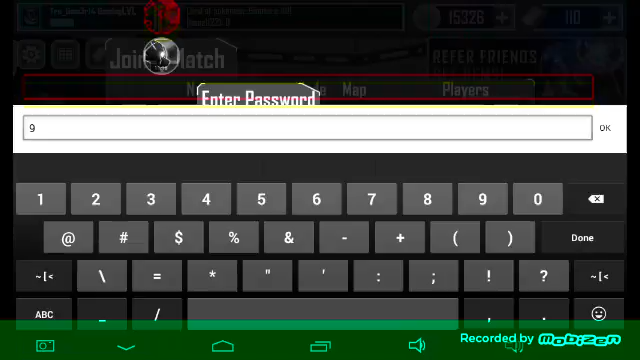 15326 +
110 +
Join Match
REFER FRIENDS
Map
Players
Enter Password
9
OK
1 2 3 4 5 6 7 8 9 0
@ # $ % & - + ( ) Done
~[< \ = * " ' : ; ! ? ~[<
ABC _ / , .
Recorded by Mobizen